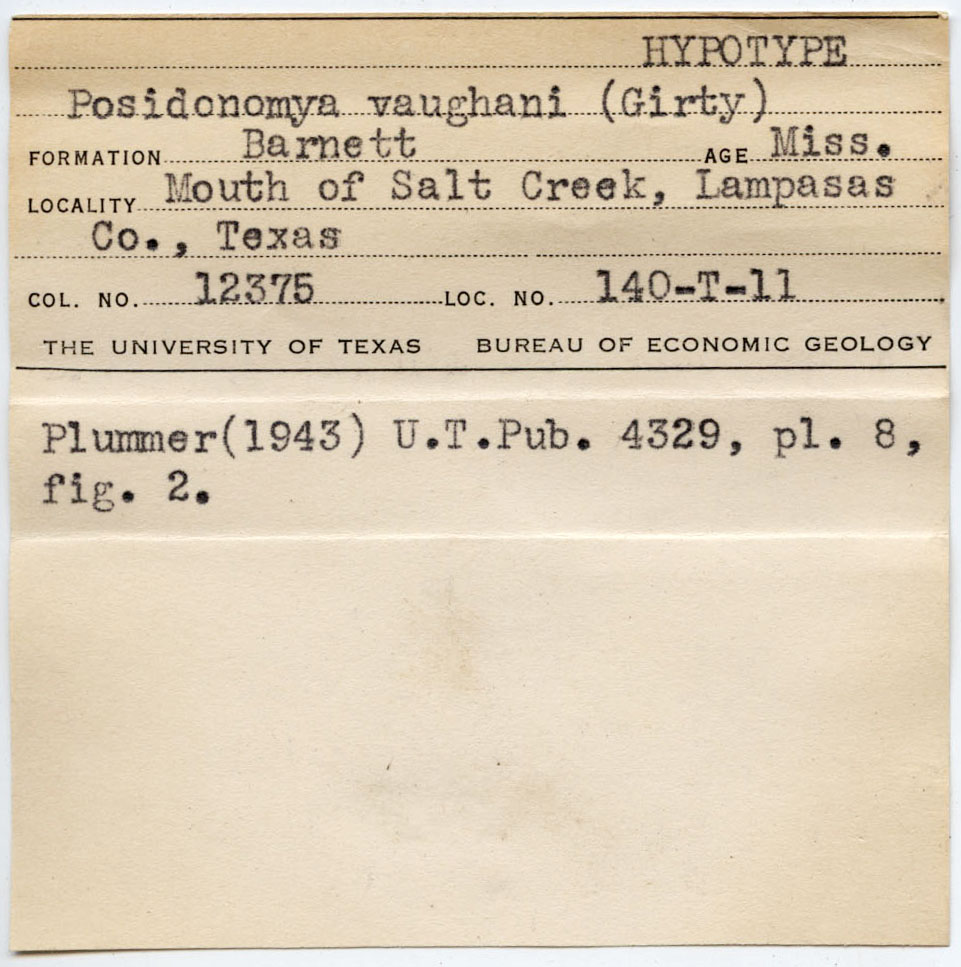 HYPOTYPE
Posidonomya vaughani (Girty)
FORMATION Barnett AGE Miss.
LOCALITY Mouth of Salt Creek, Lampasas
Co., Texas
COL. NO. 12375 LOC. NO. 140-T-11
THE UNIVERSITY OF TEXAS BUREAU OF ECONOMIC GEOLOGY
Plummer(1943) U.T.Pub. 4329, pl. 8,
fig. 2.